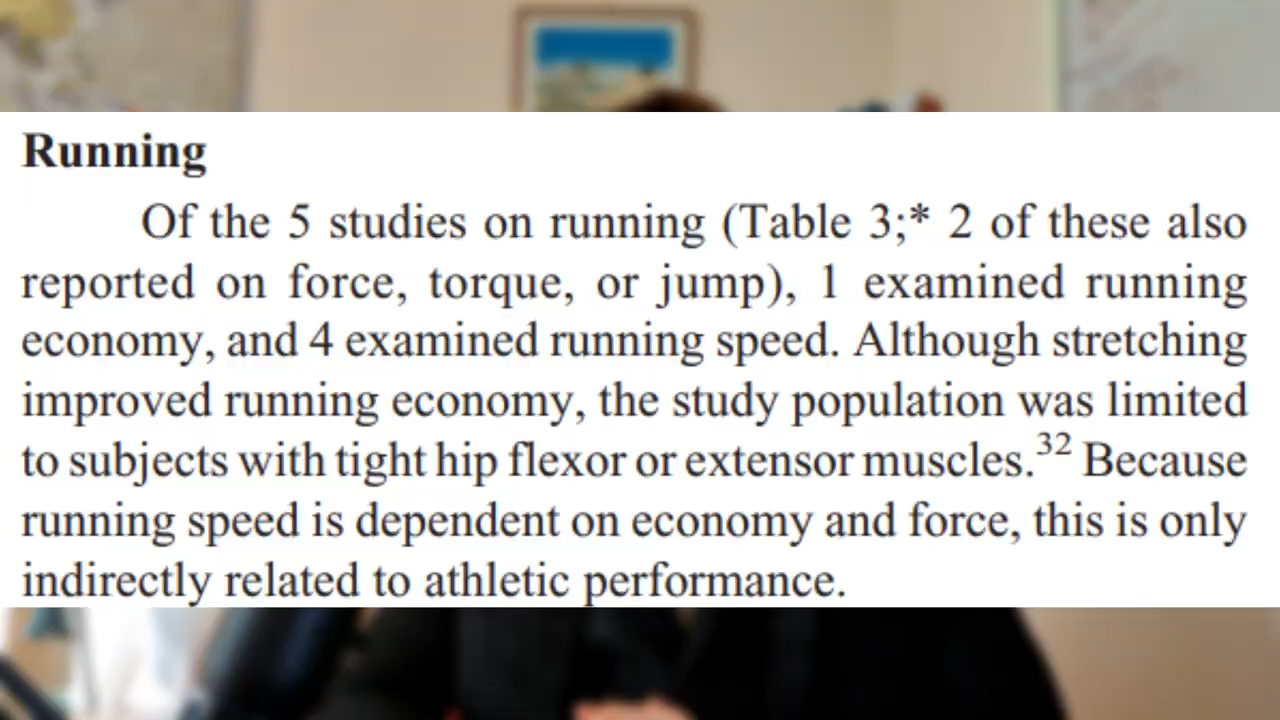 Running
Of the 5 studies on running (Table 3;* 2 of these also
reported on force, torque, or jump), 1 examined running
economy, and 4 examined running speed. Although stretching
improved running economy, the study population was limited
to subjects with tight hip flexor or extensor muscles.32 Because
running speed is dependent on economy and force, this is only
indirectly related to athletic performance.